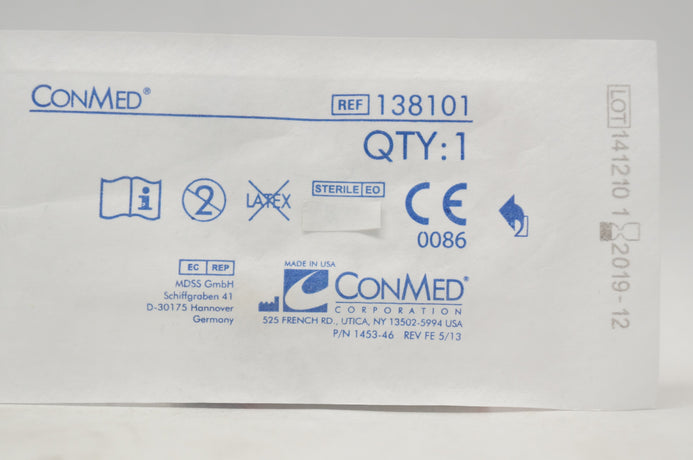 CONMED®
REF 138101
QTY: 1
2
LATEX
STERILE EO
CE
0086
EC REP
MDSS GmbH
Schiffgraben 41
D-30175 Hannover
Germany
MADE IN USA
CONMED®
CORPORATION
525 FRENCH RD., UTICA, NY 13502-5994 USA
P/N 1453-46 REV FE 5/13
LOT 141210 1
2019-12